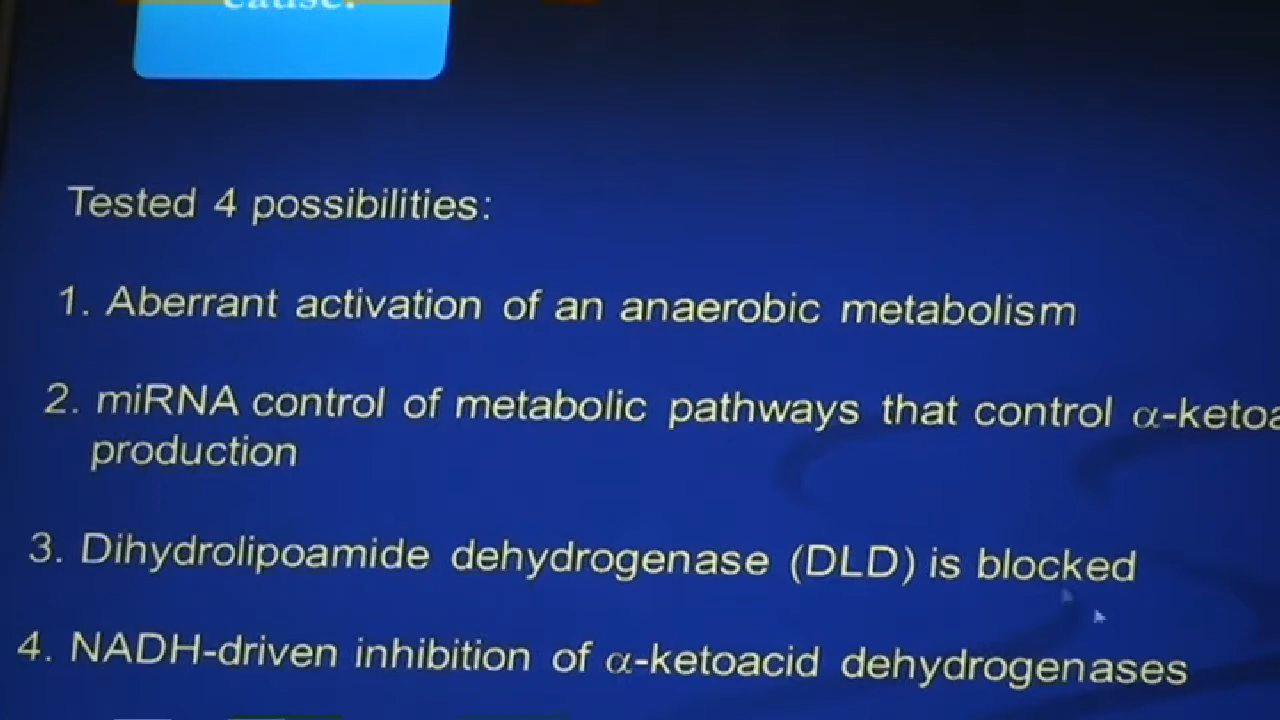 cause.
Tested 4 possibilities:
1. Aberrant activation of an anaerobic metabolism
2. miRNA control of metabolic pathways that control α-ketoa
production
3. Dihydrolipoamide dehydrogenase (DLD) is blocked
4. NADH-driven inhibition of α-ketoacid dehydrogenases